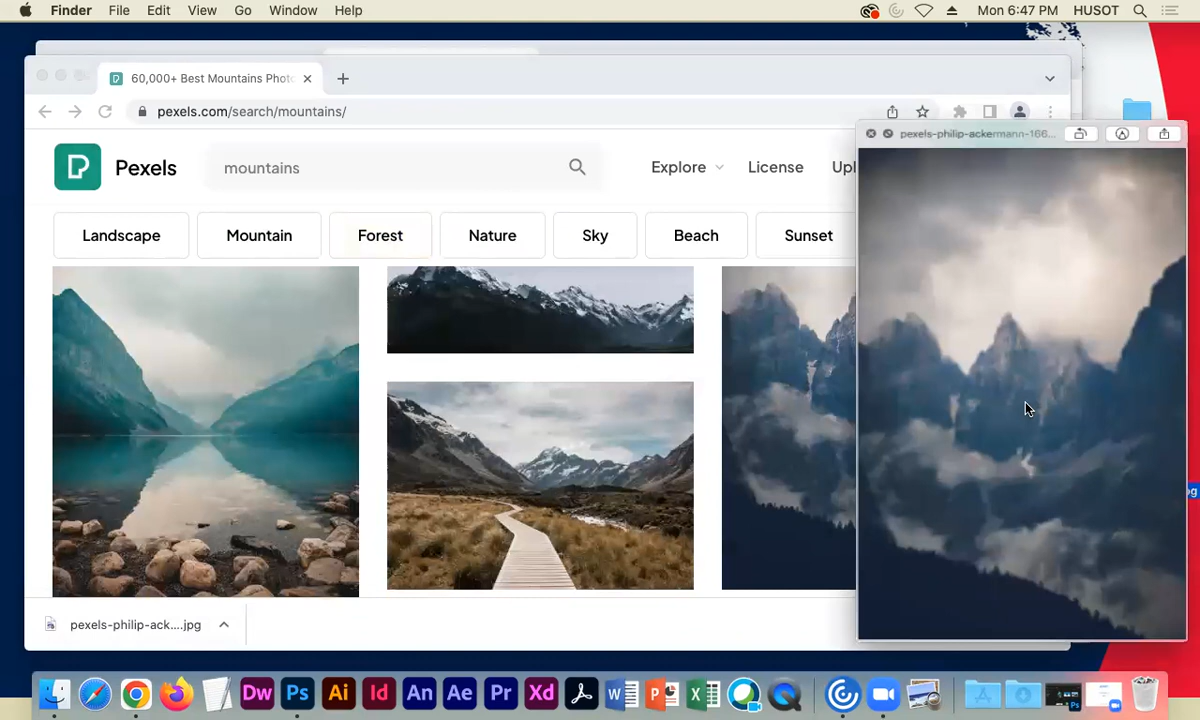 Finder File Edit View Go Window Help Mon 6:47 PM HUSOT
60,000+ Best Mountains Phot
pexels.com/search/mountains/
pexels-philip-ackermann-166...
Pexels mountains Explore License Upl
Landscape Mountain Forest Nature Sky Beach Sunset
pexels-philip-ack....jpg
Dw Ps Ai Id An Ae Pr Xd W P X Ps